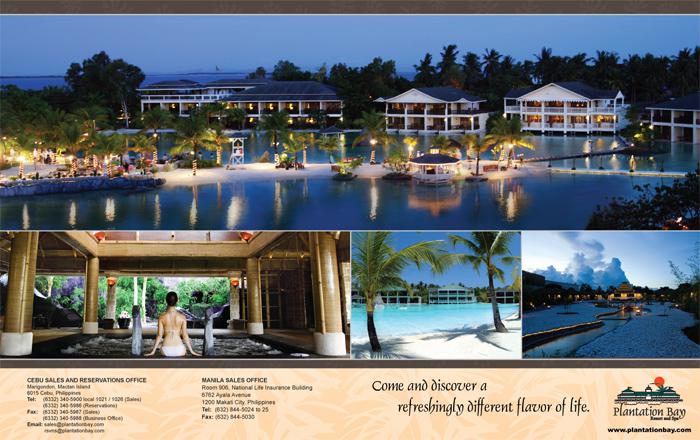 CEBU SALES AND RESERVATIONS OFFICE
Marigondon, Mactan Island
6015 Cebu, Philippines
Tel: (6332) 340-5900 local 1021 / 1026 (Sales)
(6332) 340-5986 (Reservations)
Fax: (6332) 340-5987 (Sales)
(6332) 340-5988 (Business Office)
Email: sales@plantationbay.com
rsvns@plantationbay.com
MANILA SALES OFFICE
Room 906, National Life Insurance Building
6762 Ayala Avenue
1200 Makati City, Philippines
Tel: (632) 844-5024 to 25
Fax: (632) 844-5030
Come and discover a
refreshingly different flavor of life.
Plantation Bay
Resort and Spa
www.plantationbay.com